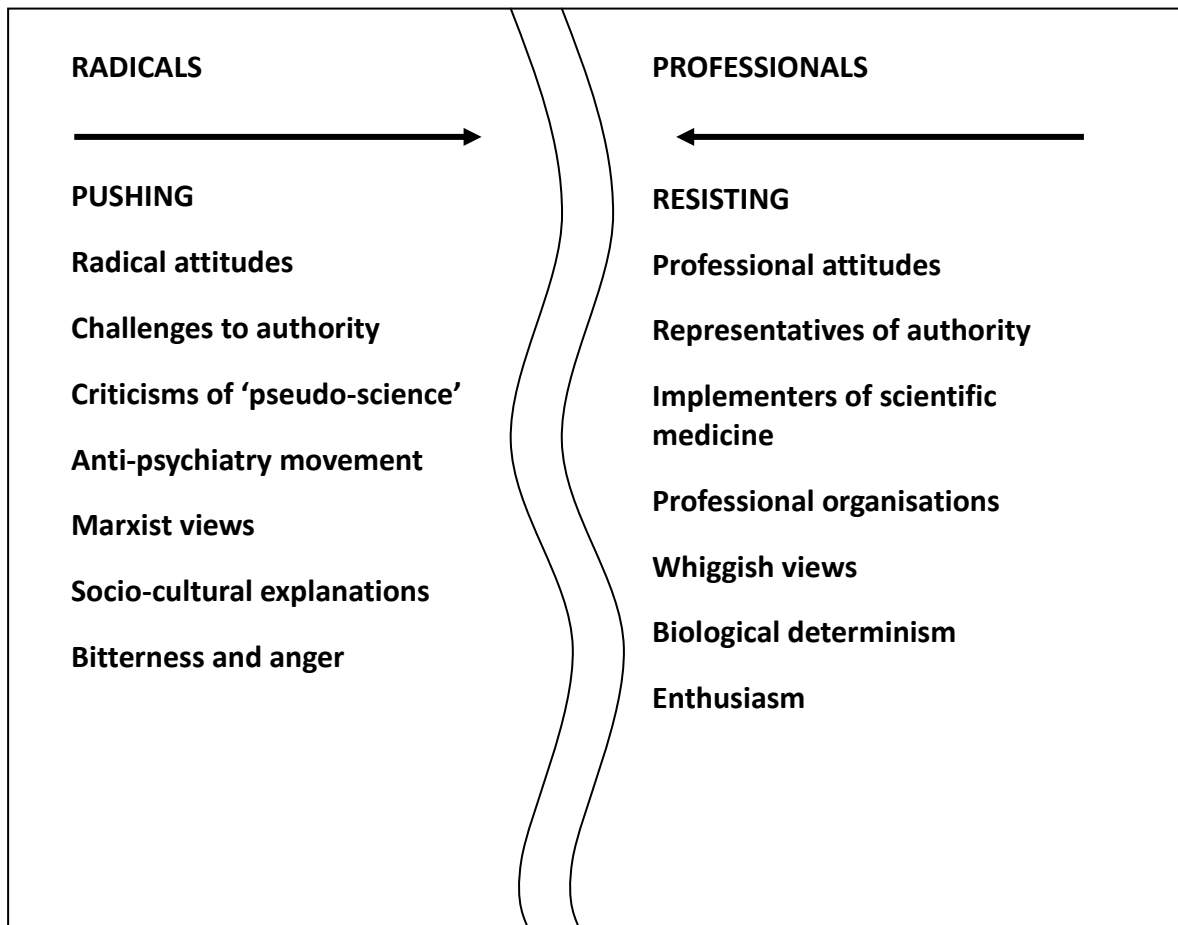 RADICALS
PUSHING
Radical attitudes
Challenges to authority
Criticisms of ‘pseudo-science’
Anti-psychiatry movement
Marxist views
Socio-cultural explanations
Bitterness and anger
PROFESSIONALS
RESISTING
Professional attitudes
Representatives of authority
Implementers of scientific
medicine
Professional organisations
Whiggish views
Biological determinism
Enthusiasm